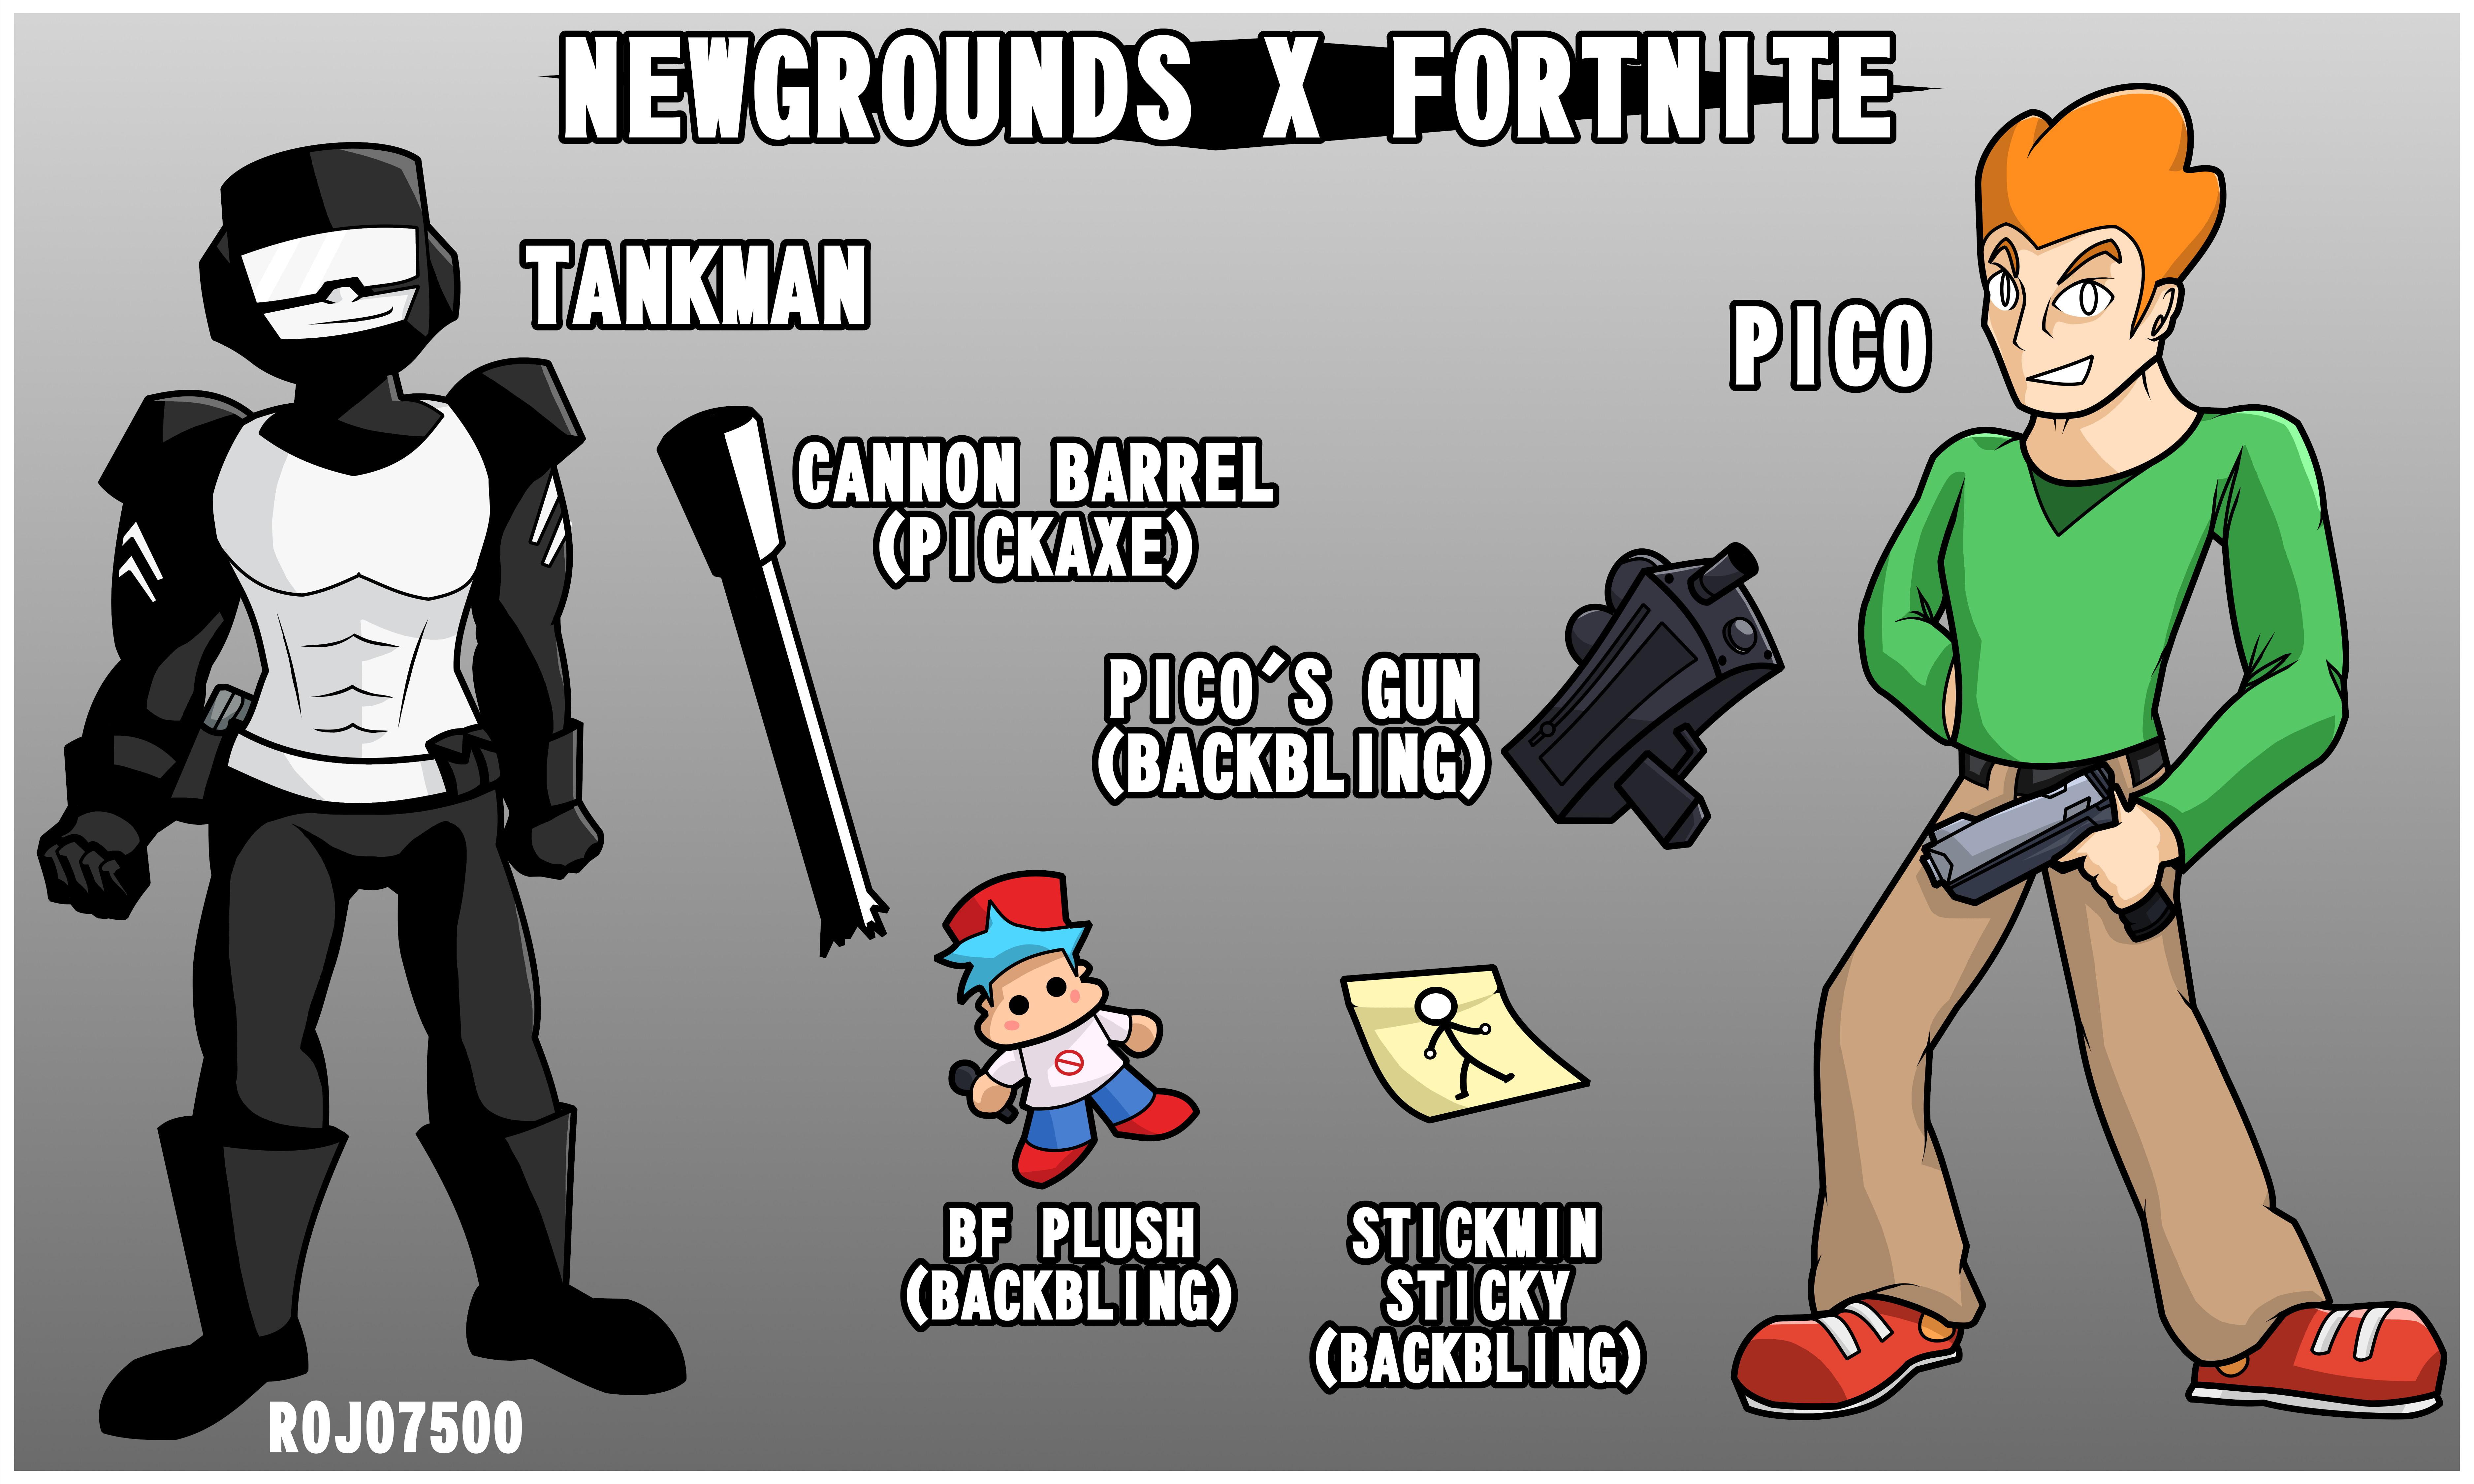 NEWGROUNDS X FORTNITE
TANKMAN
PICO
CANNON BARREL
(PICKAXE)
PICO'S GUN
(BACKBLING)
BF PLUSH
(BACKBLING)
STICKMIN
STICKY
(BACKBLING)
ROJO7500